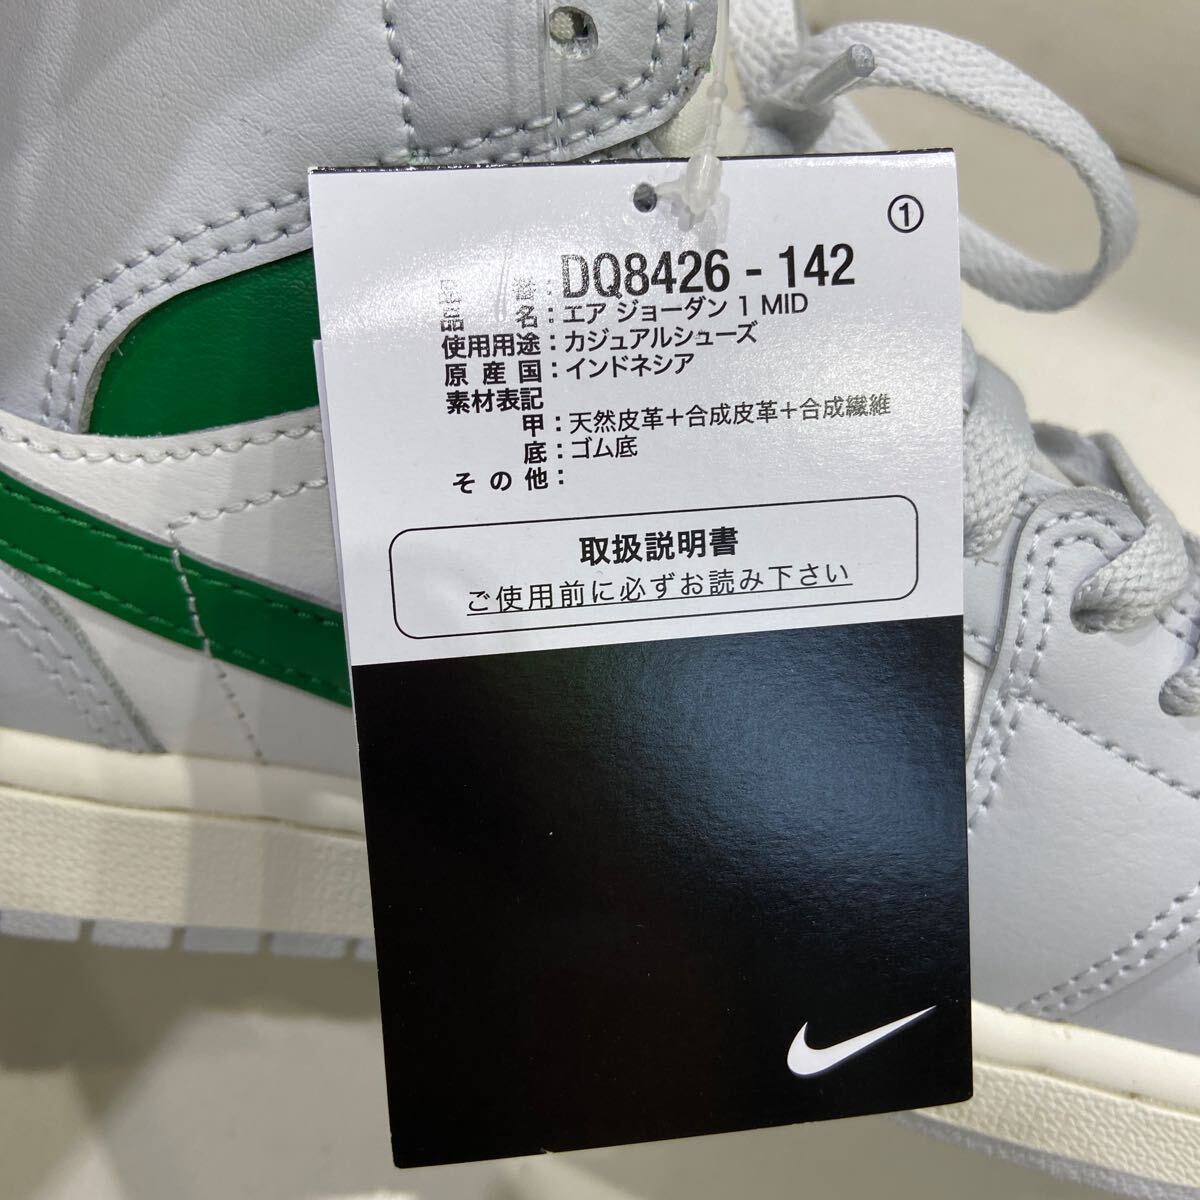 ①
品 番：DQ8426 - 142
品 名：エア ジョーダン 1 MID
使用用途：カジュアルシューズ
原 産 国：インドネシア
素材表記
甲：天然皮革＋合成皮革＋合成繊維
底：ゴム底
そ の 他：
取扱説明書
ご使用前に必ずお読み下さい